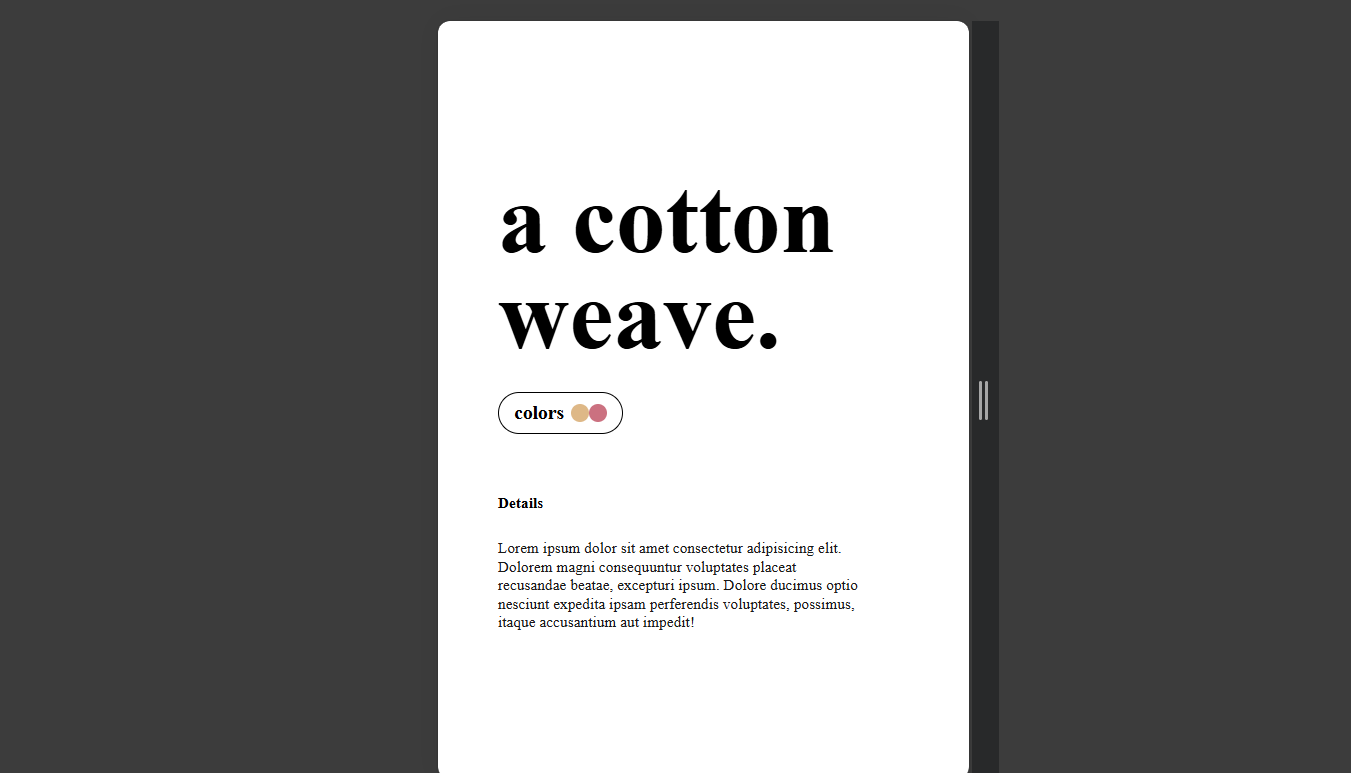 a cotton
weave.
colors
Details
Lorem ipsum dolor sit amet consectetur adipisicing elit.
Dolorem magni consequuntur voluptates placeat
recusandae beatae, excepturi ipsum. Dolore ducimus optio
nesciunt expedita ipsam perferendis voluptates, possimus,
itaque accusantium aut impedit!